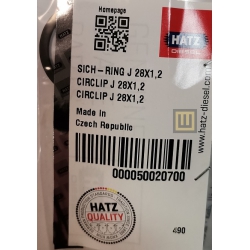 Homepage
HATZ
DIESEL
SICH-RING J 28X1,2
CIRCLIP J 28X1,2
CIRCLIP J 28X1,2
Made in
Czech Republic
www.hatz-diesel.com
000050020700
HATZ
QUALITY
490